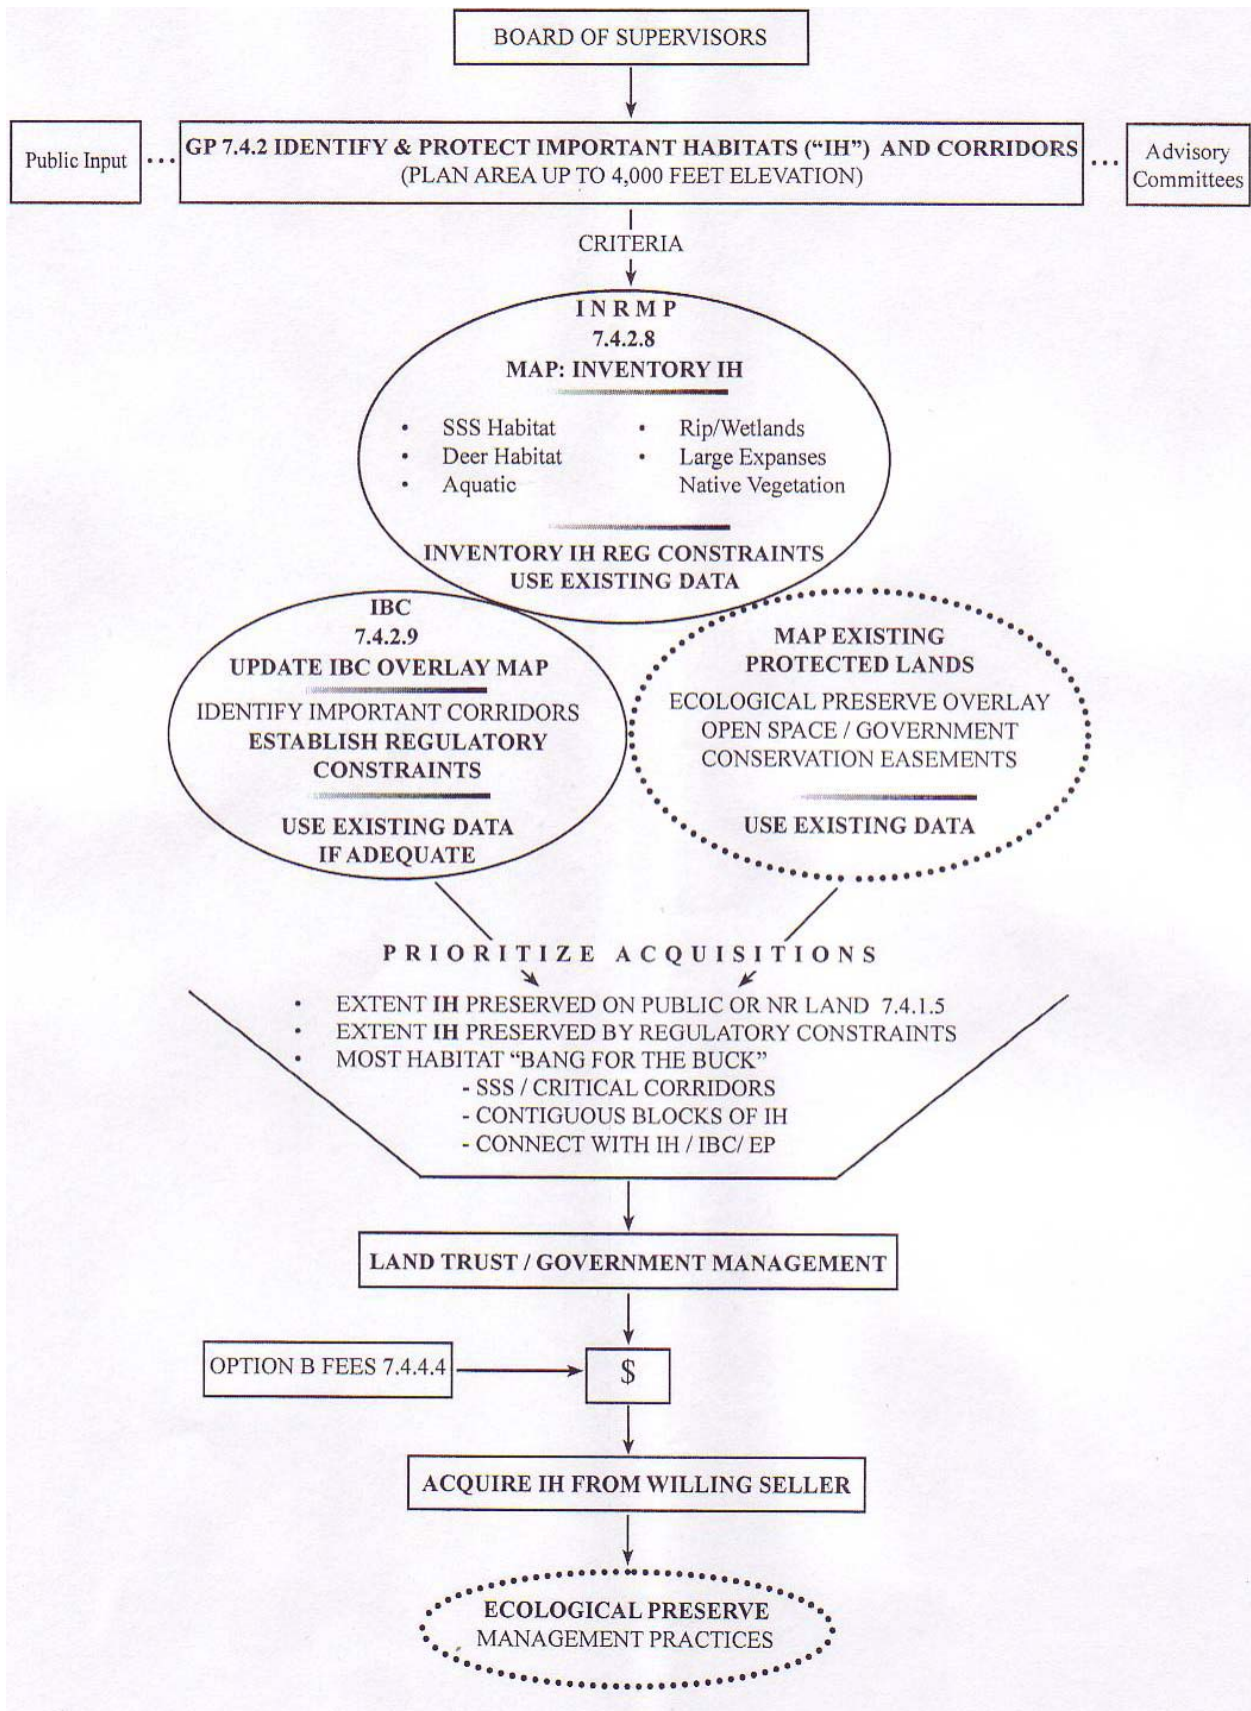 BOARD OF SUPERVISORS
Public Input
GP 7.4.2 IDENTIFY & PROTECT IMPORTANT HABITATS (“IH”) AND CORRIDORS
(PLAN AREA UP TO 4,000 FEET ELEVATION)
Advisory
Committees
CRITERIA
I N R M P
7.4.2.8
MAP: INVENTORY IH
• SSS Habitat
• Deer Habitat
• Aquatic
• Rip/Wetlands
• Large Expanses
Native Vegetation
INVENTORY IH REG CONSTRAINTS
USE EXISTING DATA
IBC
7.4.2.9
UPDATE IBC OVERLAY MAP
IDENTIFY IMPORTANT CORRIDORS
ESTABLISH REGULATORY
CONSTRAINTS
USE EXISTING DATA
IF ADEQUATE
MAP EXISTING
PROTECTED LANDS
ECOLOGICAL PRESERVE OVERLAY
OPEN SPACE / GOVERNMENT
CONSERVATION EASEMENTS
USE EXISTING DATA
PRIORITIZE ACQUISITIONS
• EXTENT IH PRESERVED ON PUBLIC OR NR LAND 7.4.1.5
• EXTENT IH PRESERVED BY REGULATORY CONSTRAINTS
• MOST HABITAT “BANG FOR THE BUCK”
- SSS / CRITICAL CORRIDORS
- CONTIGUOUS BLOCKS OF IH
- CONNECT WITH IH / IBC/ EP
LAND TRUST / GOVERNMENT MANAGEMENT
OPTION B FEES 7.4.4.4
$
ACQUIRE IH FROM WILLING SELLER
ECOLOGICAL PRESERVE
MANAGEMENT PRACTICES